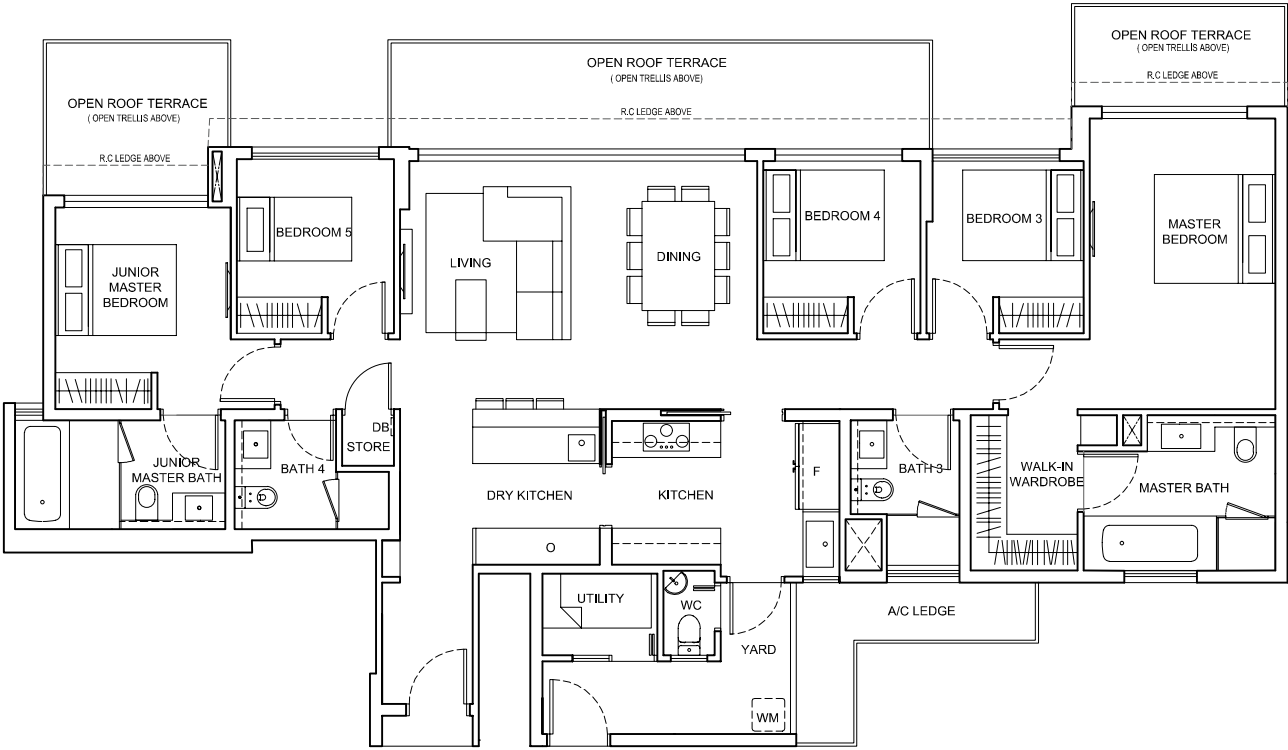 OPEN ROOF TERRACE
( OPEN TRELLIS ABOVE)
R.C LEDGE ABOVE
OPEN ROOF TERRACE
( OPEN TRELLIS ABOVE)
R.C LEDGE ABOVE
OPEN ROOF TERRACE
( OPEN TRELLIS ABOVE)
R.C LEDGE ABOVE
JUNIOR
MASTER
BEDROOM
BEDROOM 5
LIVING
DINING
BEDROOM 4
BEDROOM 3
MASTER
BEDROOM
JUNIOR
MASTER BATH
BATH 4
DB
STORE
DRY KITCHEN
KITCHEN
F
BATH 3
WALK-IN
WARDROBE
MASTER BATH
O
UTILITY
WC
YARD
A/C LEDGE
WM